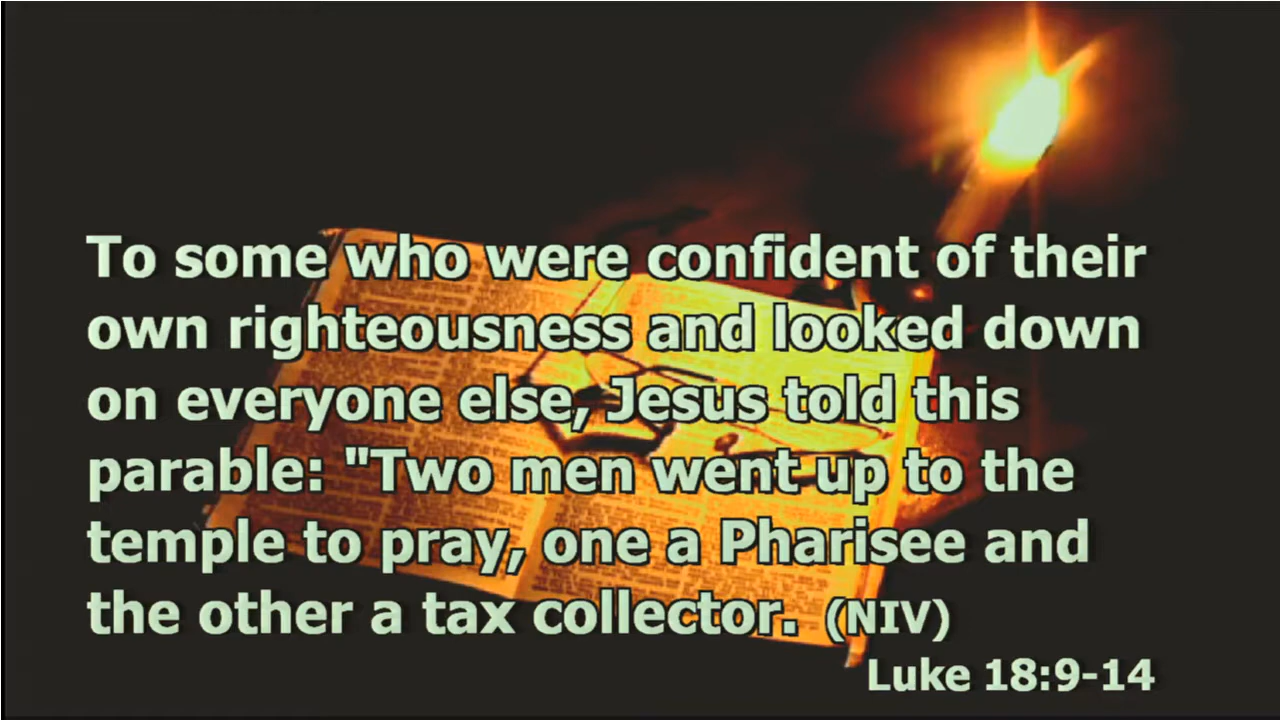 To some who were confident of their
own righteousness and looked down
on everyone else, Jesus told this
parable: "Two men went up to the
temple to pray, one a Pharisee and
the other a tax collector. (NIV)
Luke 18:9-14